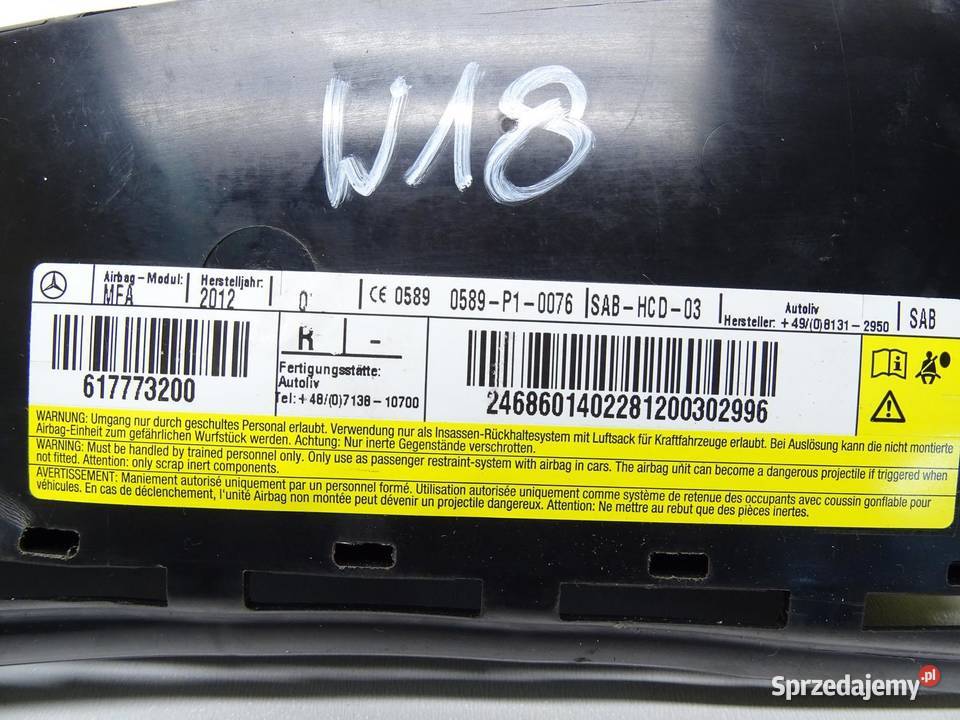 W18
Airbag-Modul: Herstelljahr: CE 0589 0589-P1-0076 SAB-HCD-03 Autoliv SAB
MFA 2012 0 Hersteller: +49/(0)8131-2950
R -
617773200
Fertigungsstätte:
Autoliv
Tel: +48/(0)7138-10700
2468601402281200302996
WARNUNG: Umgang nur durch geschultes Personal erlaubt. Verwendung nur als Insassen-Rückhaltesystem mit Luftsack für Kraftfahrzeuge erlaubt. Bei Auslösung kann die nicht montierte
Airbag-Einheit zum gefährlichen Wurfstück werden. Achtung: Nur inerte Gegenstände verschrotten.
WARNING: Must be handled by trained personnel only. Only use as passenger restraint-system with airbag in cars. The airbag unit can become a dangerous projectile if triggered when
not fitted. Attention: only scrap inert components.
AVERTISSEMENT: Maniement autorisé uniquement par un personnel formé. Utilisation autorisée uniquement comme système de retenue des occupants avec coussin gonflable pour
véhicules. En cas de déclenchement, l'unité Airbag non montée peut dévenir un projectile dangereux. Attention: Ne mettre au rebut que des pièces inertes.
Sprzedajemy.pl